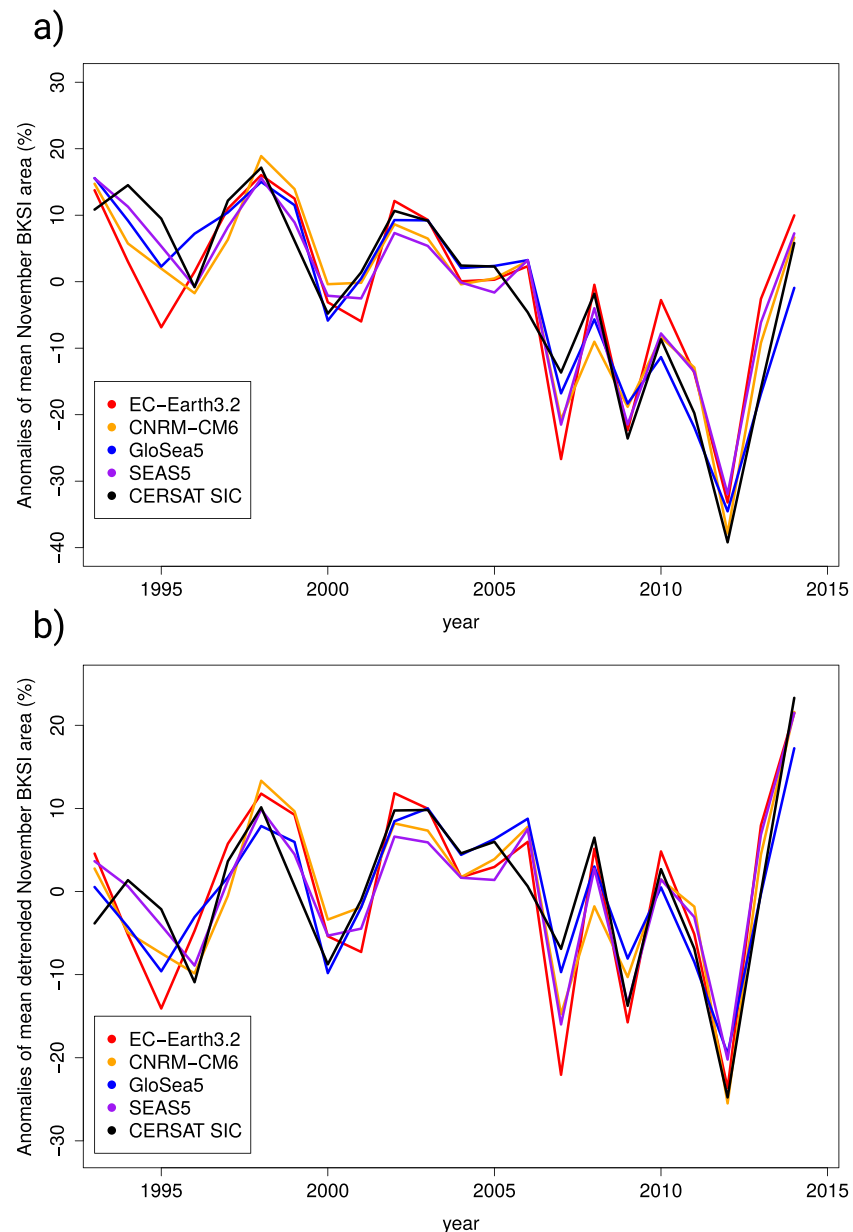 a)
Anomalies of mean November BKSI area (%)
30
20
10
0
−10
−20
−30
−40
EC−Earth3.2
CNRM−CM6
GloSea5
SEAS5
CERSAT SIC
1995
2000
2005
2010
2015
year
b)
Anomalies of mean detrended November BKSI area (%)
20
10
0
−10
−20
−30
EC−Earth3.2
CNRM−CM6
GloSea5
SEAS5
CERSAT SIC
1995
2000
2005
2010
2015
year